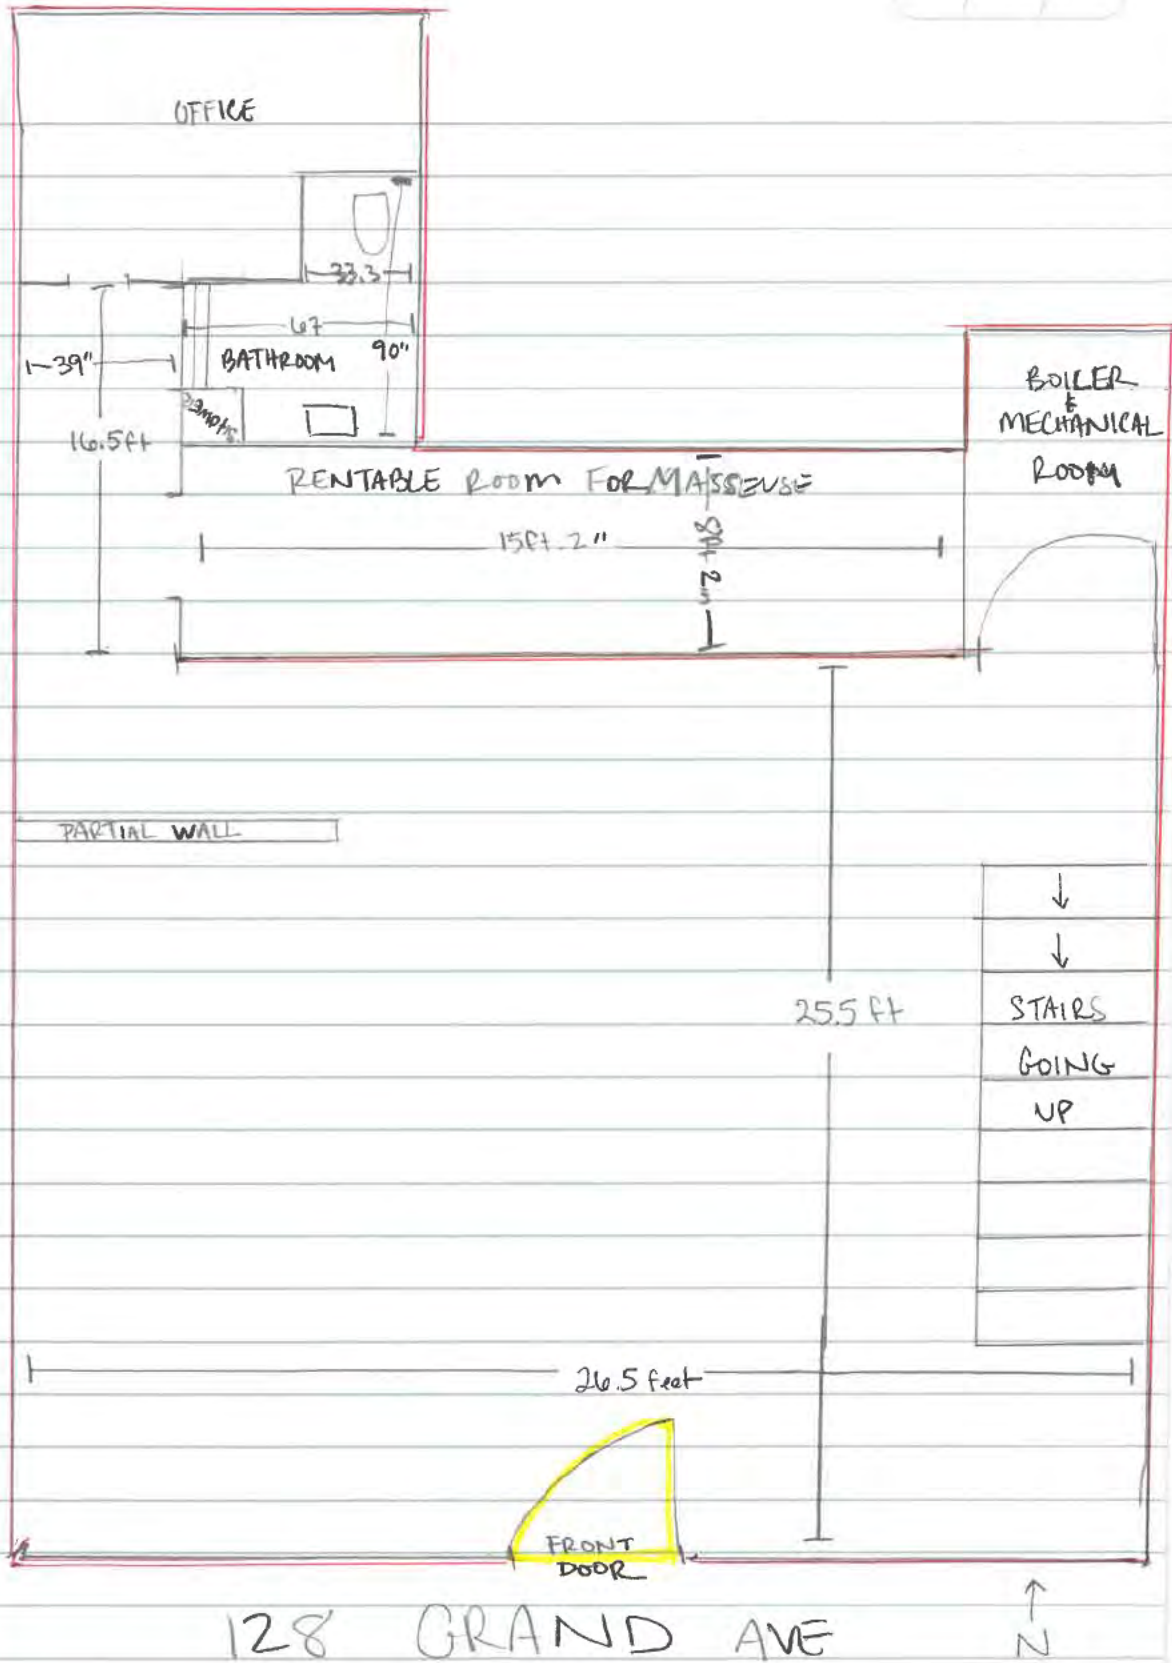 OFFICE
33.3
67
1-39"
BATHROOM
90"
BOILER
&
MECHANICAL
ROOM
16.5ft
RENTABLE ROOM FOR MASSEUSE
15ft. 2"
8ft 2in
PARTIAL WALL
25.5 ft
STAIRS
GOING
UP
26.5 feet
FRONT
DOOR
128 GRAND AVE
N